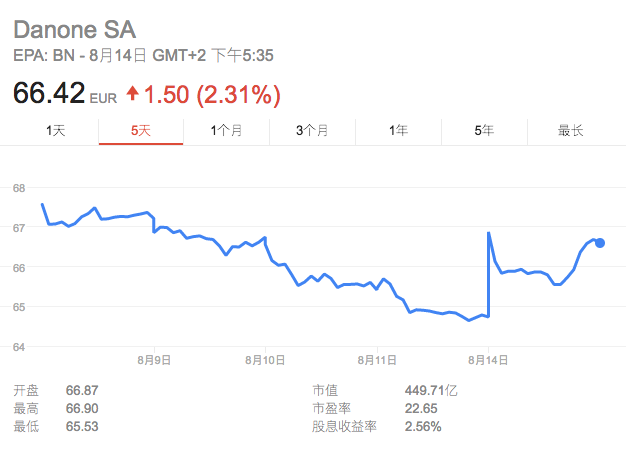 Danone SA
EPA: BN - 8月14日 GMT+2 下午5:35
66.42 EUR 1.50 (2.31%)
1天 5天 1个月 3个月 1年 5年 最长
68
67
66
65
64
8月9日 8月10日 8月11日 8月14日
开盘 66.87 市值 449.71亿
最高 66.90 市盈率 22.65
最低 65.53 股息收益率 2.56%